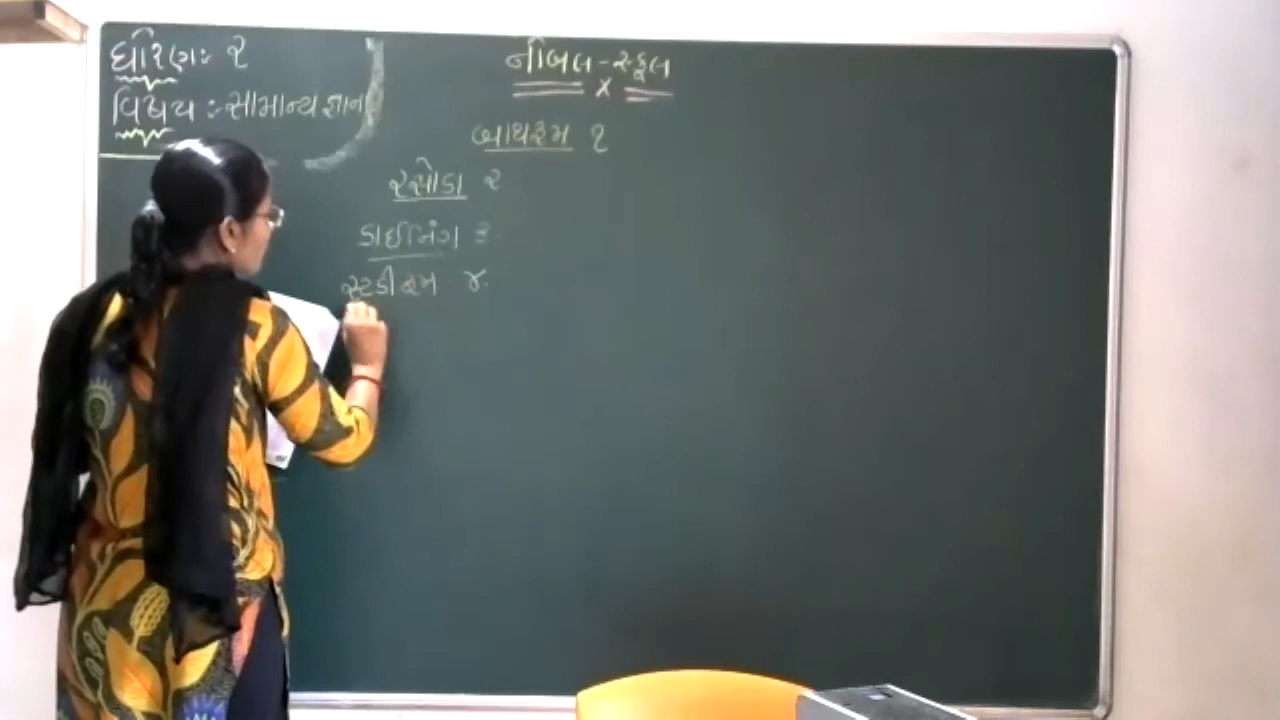 ધોરણ:- ૨
વિષય :- સામાન્ય જ્ઞાન
નોબલ - સ્કૂલ
x
બાથરૂમ ૧
રસોડા ૨
ડાઈનિંગ ૩.
સ્ટડી રૂમ ૪.